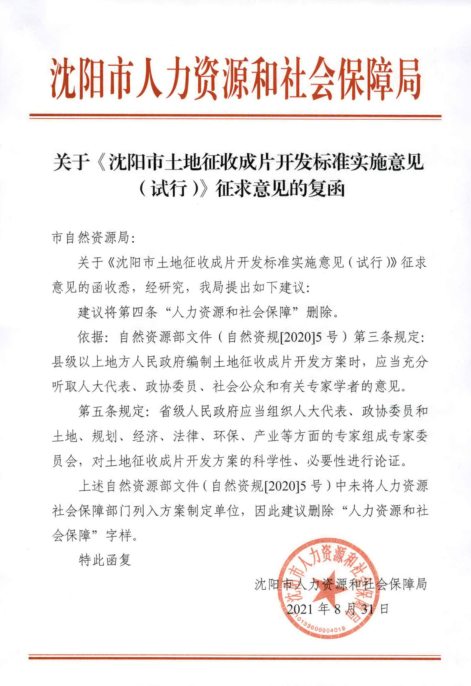 沈阳市人力资源和社会保障局
关于《沈阳市土地征收成片开发标准实施意见
（试行）》征求意见的复函
市自然资源局：
关于《沈阳市土地征收成片开发标准实施意见（试行）》征求
意见的函收悉，经研究，我局提出如下建议：
建议将第四条“人力资源和社会保障”删除。
依据：自然资源部文件（自然资规[2020]5号）第三条规定：
县级以上地方人民政府编制土地征收成片开发方案时，应当充分
听取人大代表、政协委员、社会公众和有关专家学者的意见。
第五条规定：省级人民政府应当组织人大代表、政协委员和
土地、规划、经济、法律、环保、产业等方面的专家组成专家委
员会，对土地征收成片开发方案的科学性、必要性进行论证。
上述自然资源部文件（自然资规[2020]5号）中未将人力资源
社会保障部门列入方案制定单位，因此建议删除“人力资源和社
会保障”字样。
特此函复
沈阳市人力资源和社会保障局
2021年8月31日
沈阳市人力资源和社会保障局